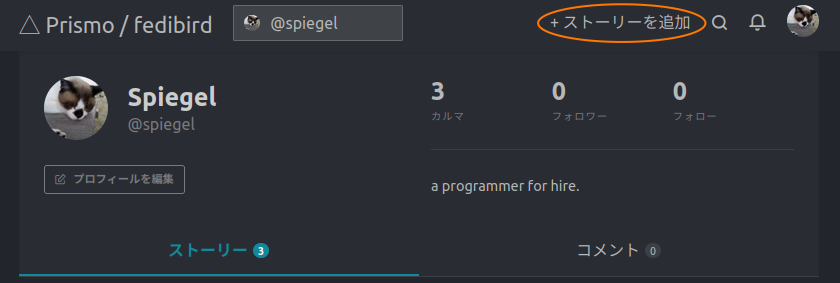 △ Prismo / fedibird
@spiegel
+ ストーリーを追加
Spiegel
@spiegel
プロフィールを編集
3
カルマ
0
フォロワー
0
フォロー
a programmer for hire.
ストーリー 3
コメント 0